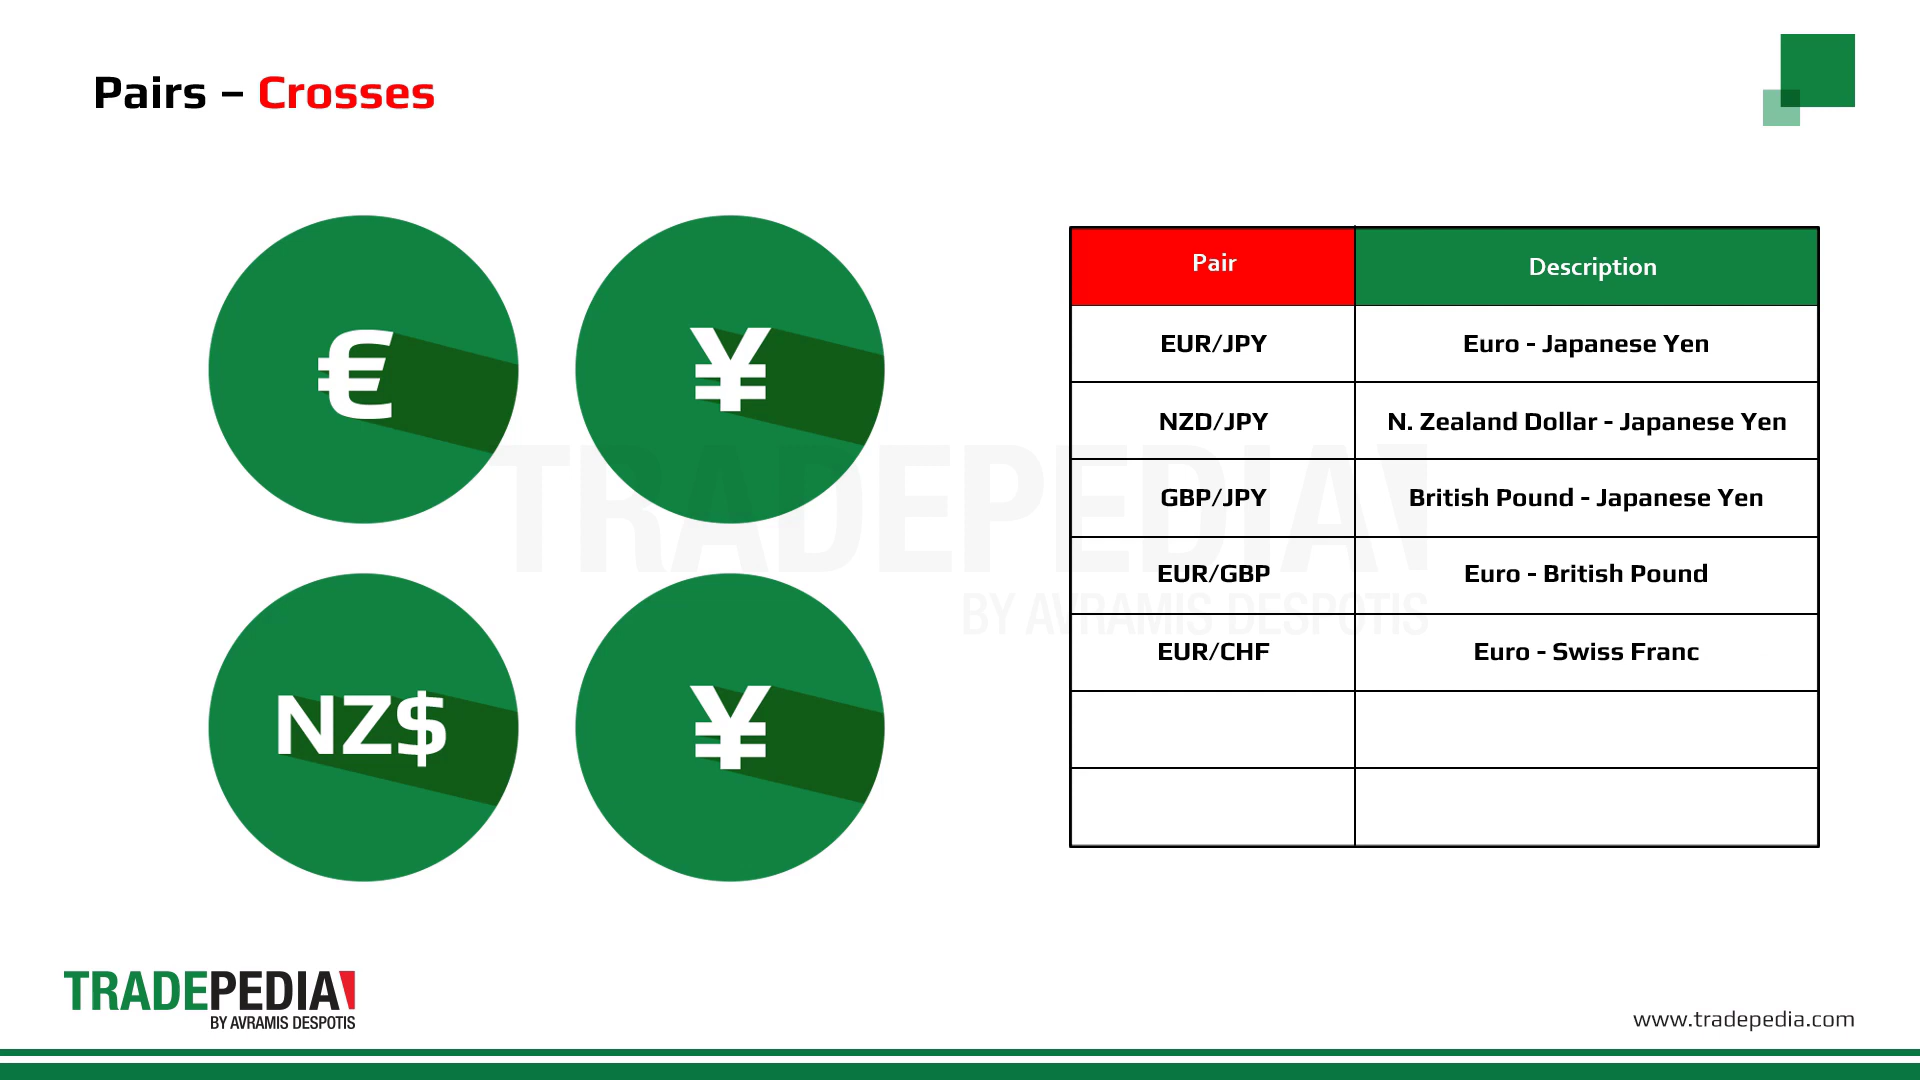 Pairs – Crosses
€
¥
NZ$
¥
Pair Description
EUR/JPY Euro - Japanese Yen
NZD/JPY N. Zealand Dollar - Japanese Yen
GBP/JPY British Pound - Japanese Yen
EUR/GBP Euro - British Pound
EUR/CHF Euro - Swiss Franc
TRADEPEDIA
BY AVRAMIS DESPOTIS
TRADEPEDIA
BY AVRAMIS DESPOTIS
www.tradepedia.com